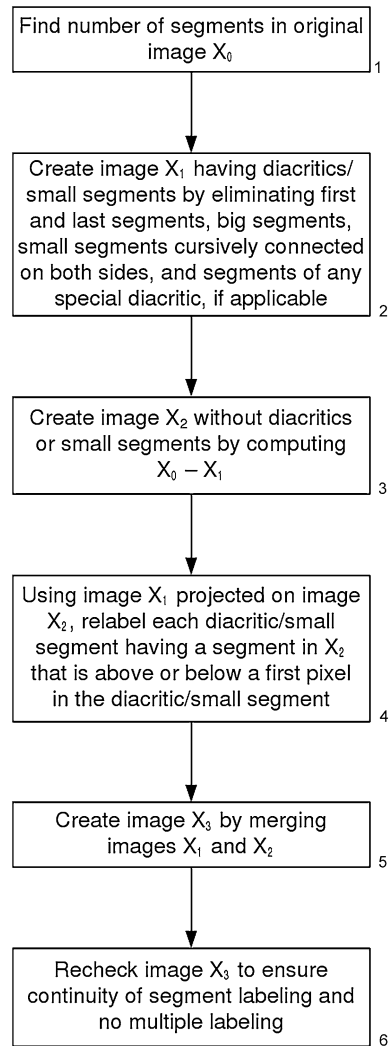 Find number of segments in original
image X₀
1
Create image X₁ having diacritics/
small segments by eliminating first
and last segments, big segments,
small segments cursively connected
on both sides, and segments of any
special diacritic, if applicable
2
Create image X₂ without diacritics
or small segments by computing
X₀ – X₁
3
Using image X₁ projected on image
X₂, relabel each diacritic/small
segment having a segment in X₂
that is above or below a first pixel
in the diacritic/small segment
4
Create image X₃ by merging
images X₁ and X₂
5
Recheck image X₃ to ensure
continuity of segment labeling and
no multiple labeling
6